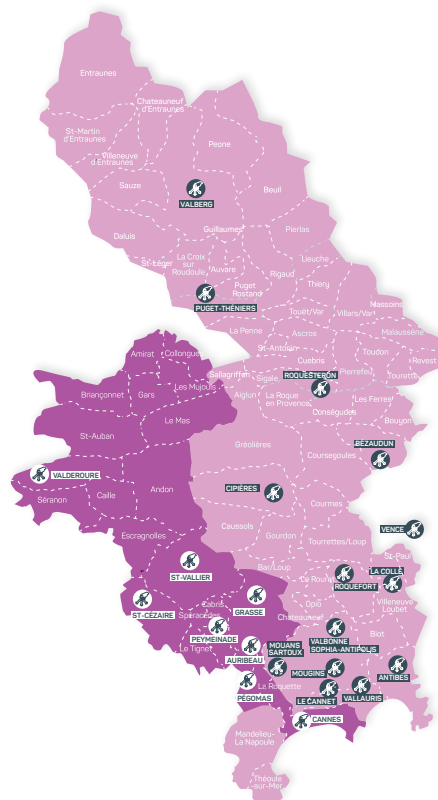 Entraunes
Chateauneuf
d'Entraunes
St-Martin
d'Entraunes
Peone
Villeneuve
d'Entraunes
Sauze
Beuil
VALBERG
Guillaumes
Pierlas
Daluis
La Croix
sur
Roudoule
St-Léger
Auvare
Lieuche
Rigaud
Thiery
Puget
Rostand
PUGET-THÉNIERS
Touët/Var
Villars/Var
Massoins
La Penne
Ascros
Malaussène
St-Antonin
Toudon
Revest
Amirat
Collongues
Cuebris
Sallagriffon
Sigale
ROQUESTERON
Pierrefeu
Tourette
Briançonnet
Gars
Les Mujouls
Aiglun
La Roque
en Provence
Les Ferres
Conségudes
Bouyon
Le Mas
St-Auban
Gréolières
BÉZAUDUN
Coursegoules
VALDEROURE
Andon
CIPIÈRES
Séranon
Caille
Courmes
Caussols
VENCE
Escragnolles
Gourdon
Tourrettes/Loup
St-Paul
Bar/Loup
ST-VALLIER
LA COLLE
Le Rouret
ROQUEFORT
ST-CÉZAIRE
Cabris
GRASSE
Opio
Villeneuve
Loubet
Spéracèdes
Chateauneuf
PEYMEINADE
Biot
Le Tignet
MOUANS
SARTOUX
VALBONNE
SOPHIA-ANTIPOLIS
AURIBEAU
MOUGINS
ANTIBES
La Roquette
PÉGOMAS
LE CANNET
VALLAURIS
CANNES
Mandelieu-
La Napoule
Théoule
-sur-Mer